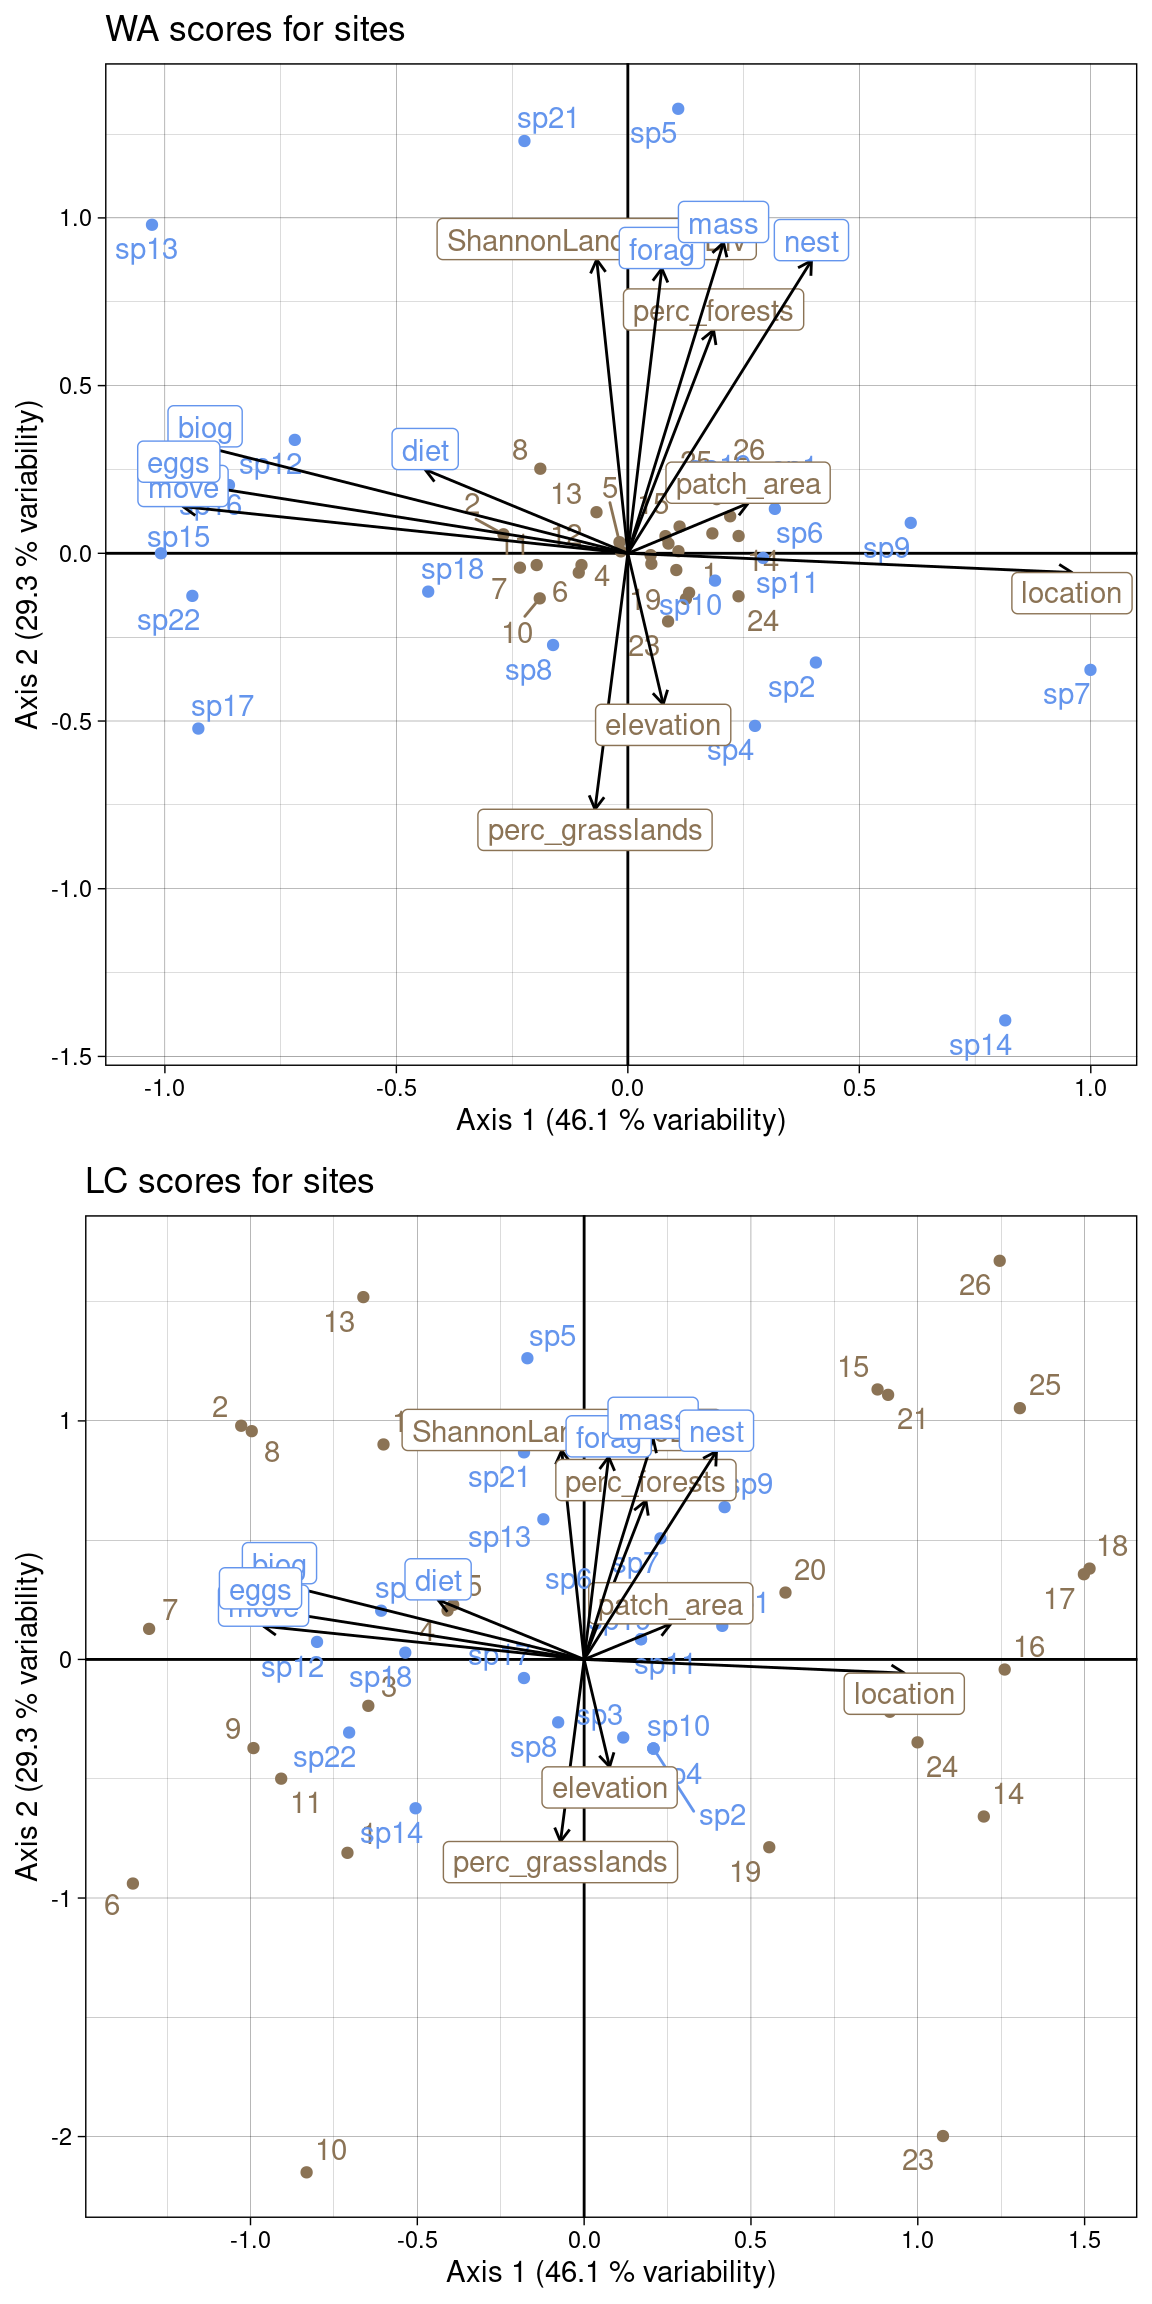 WA scores for sites
sp21
sp5
1.0
sp13
mass
nest
forag
perc_forests
0.5
biog
eggs
move
sp12
diet
8
26
13
5
2
patch_area
sp15
sp6
sp9
0.0
sp18
7
6
4
1
sp11
location
19
sp10
24
sp22
10
23
sp8
sp2
sp7
sp17
-0.5
elevation
sp4
perc_grasslands
-1.0
sp14
-1.5
-1.0
-0.5
0.0
0.5
1.0
Axis 2 (29.3 % variability)
Axis 1 (46.1 % variability)
LC scores for sites
26
13
sp5
15
25
2
21
1
8
mass
nest
forag
sp21
perc_forests
sp9
sp13
sp7
18
17
biog
eggs
move
diet
5
sp6
20
patch_area
7
4
0
sp12
sp18
sp17
sp11
16
3
location
9
sp22
sp8
sp3
sp10
24
11
elevation
sp2
14
sp14
perc_grasslands
19
-1
6
-2
10
23
-1.0
-0.5
0.0
0.5
1.0
1.5
Axis 2 (29.3 % variability)
Axis 1 (46.1 % variability)